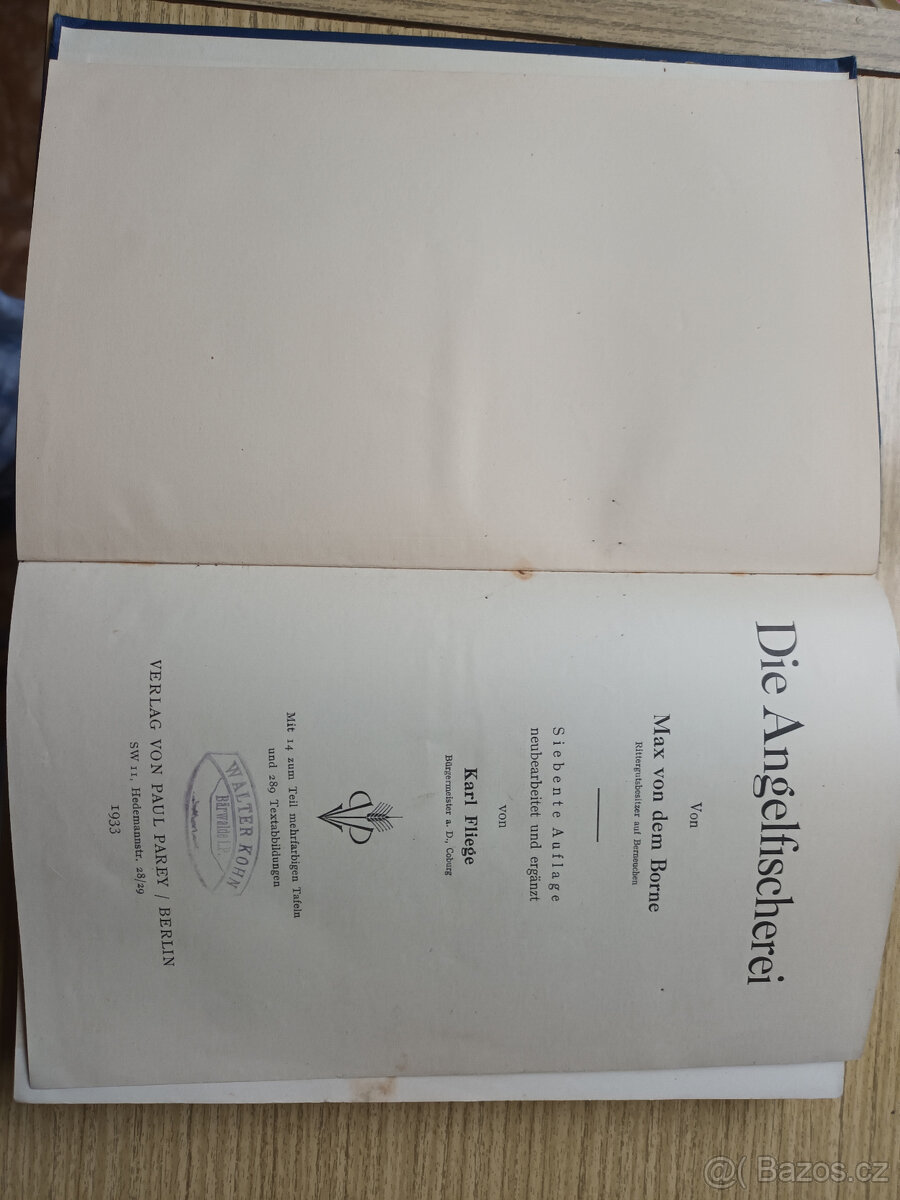 Die Angelfischerei
Von
Max von dem Borne
Rittergutsbesitzer auf Berneuchen
Siebente Auflage
neubearbeitet und ergänzt
von
Karl Fliege
Bürgermeister a. D., Coburg
Mit 14 zum Teil mehrfarbigen Tafeln
und 289 Textabbildungen
WALTER KOHN
Bärwalde i.P.
VERLAG VON PAUL PAREY / BERLIN
SW 11, Hedemannstr. 28/29
1933
@ Bazos.cz